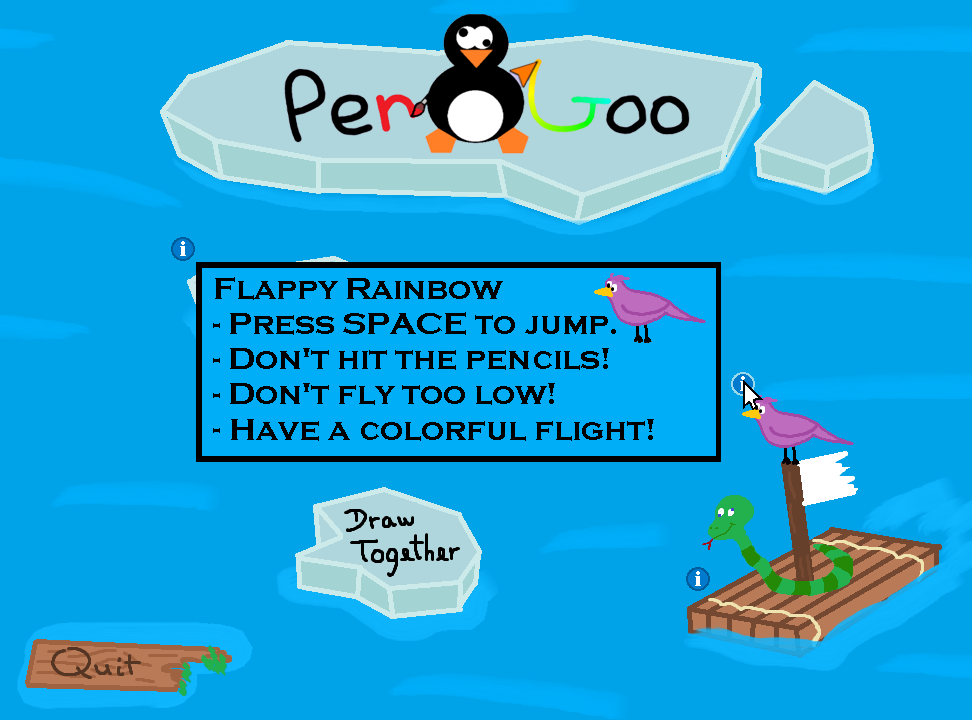 PenGoo
i
Flappy Rainbow
- Press SPACE to jump.
- Don't hit the pencils!
- Don't fly too low!
- Have a colorful flight!
i
Draw
Together
i
Quit